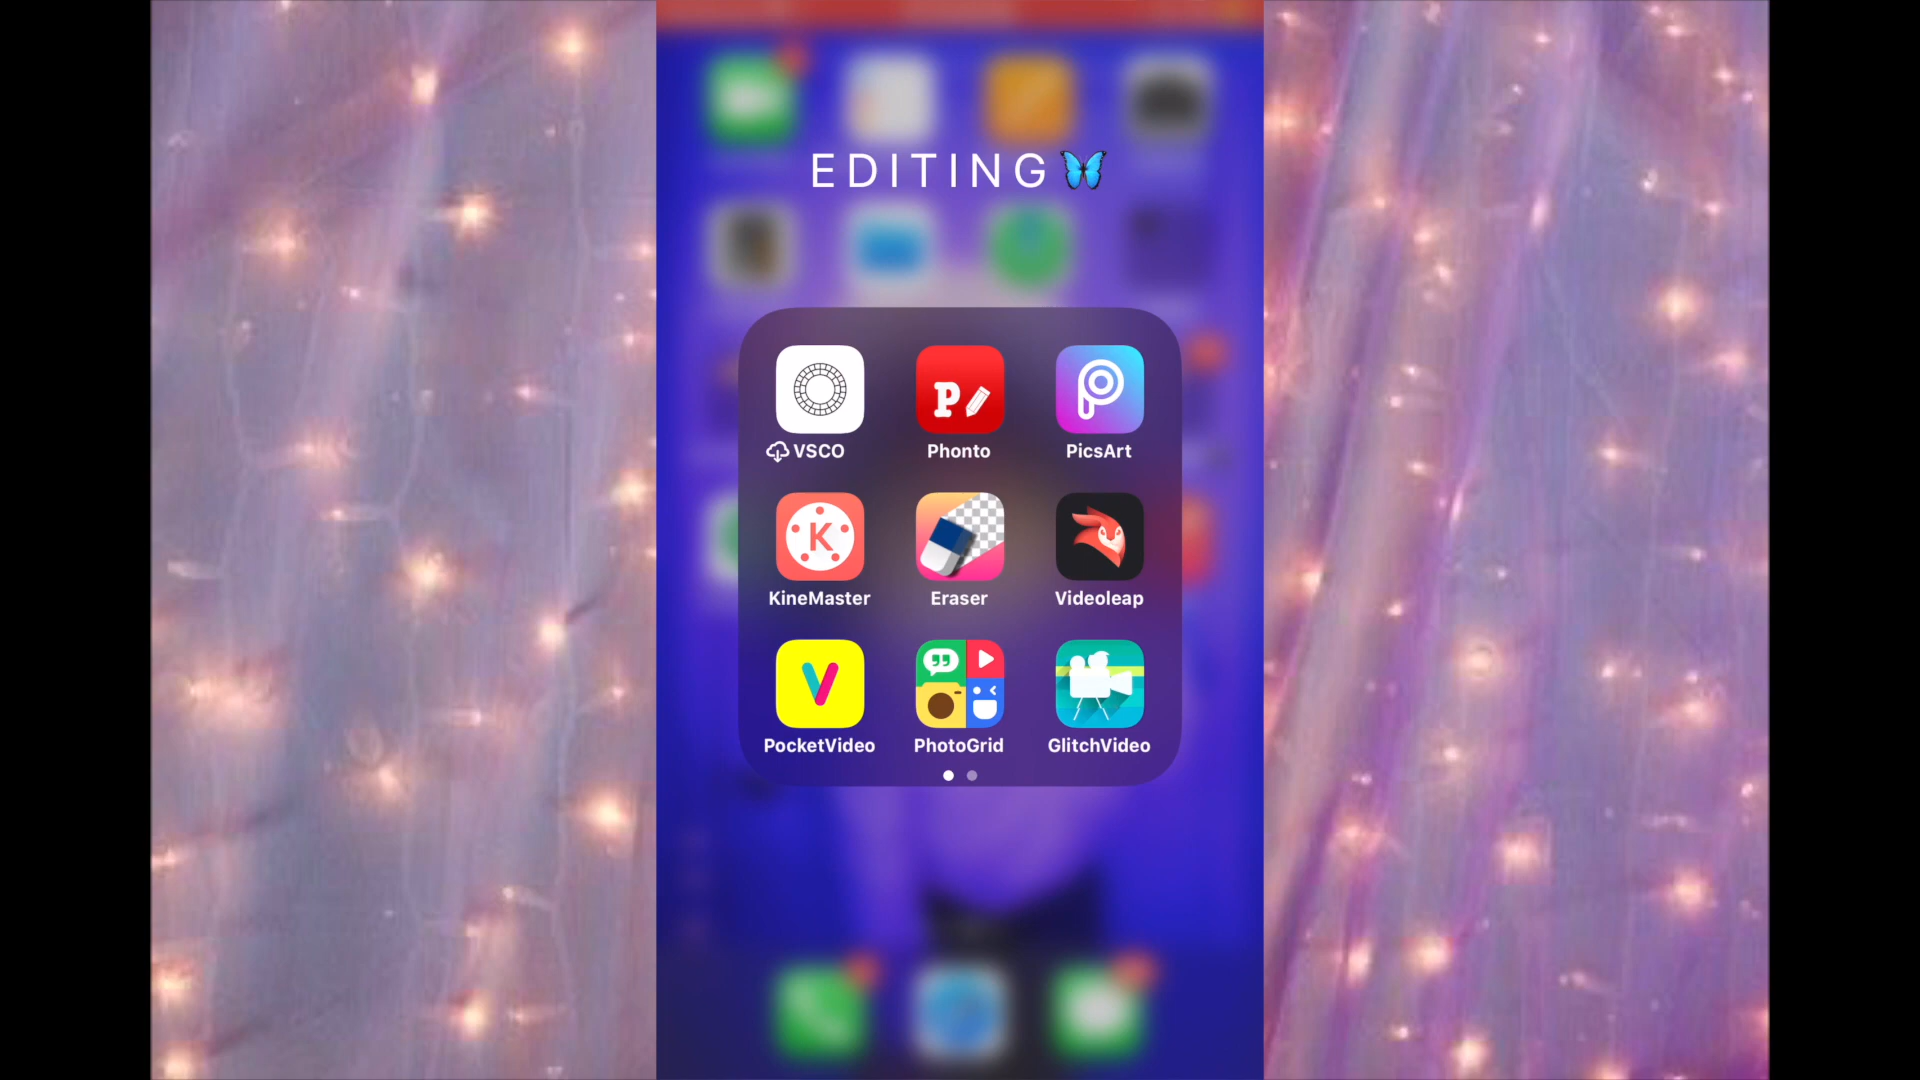 EDITING🦋
VSCO
Phonto
PicsArt
KineMaster
Eraser
Videoleap
PocketVideo
PhotoGrid
GlitchVideo